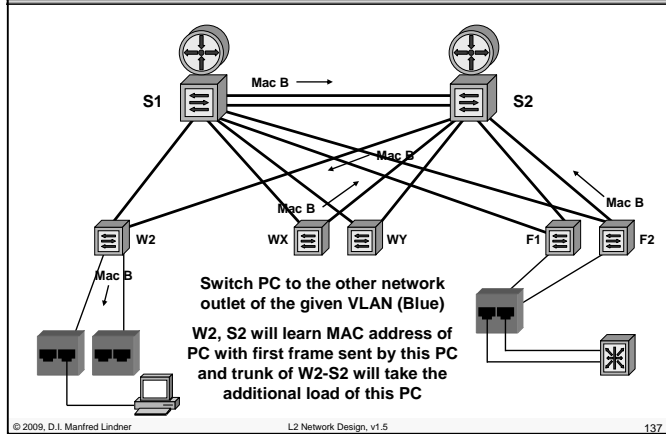 Mac B
S1
S2
Mac B
Mac B
Mac B
W2
WX
WY
F1
F2
Mac B
Switch PC to the other network
outlet of the given VLAN (Blue)
W2, S2 will learn MAC address of
PC with first frame sent by this PC
and trunk of W2-S2 will take the
additional load of this PC
© 2009, D.I. Manfred Lindner
L2 Network Design, v1.5
137